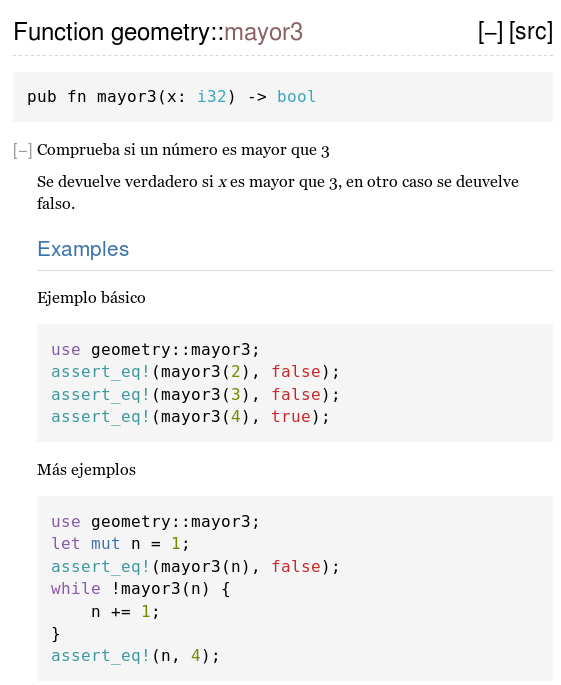 Function geometry::mayor3 [−] [src]
pub fn mayor3(x: i32) -> bool
[−] Comprueba si un número es mayor que 3
Se devuelve verdadero si x es mayor que 3, en otro caso se deuvelve
falso.
Examples
Ejemplo básico
use geometry::mayor3;
assert_eq!(mayor3(2), false);
assert_eq!(mayor3(3), false);
assert_eq!(mayor3(4), true);
Más ejemplos
use geometry::mayor3;
let mut n = 1;
assert_eq!(mayor3(n), false);
while !mayor3(n) {
    n += 1;
}
assert_eq!(n, 4);